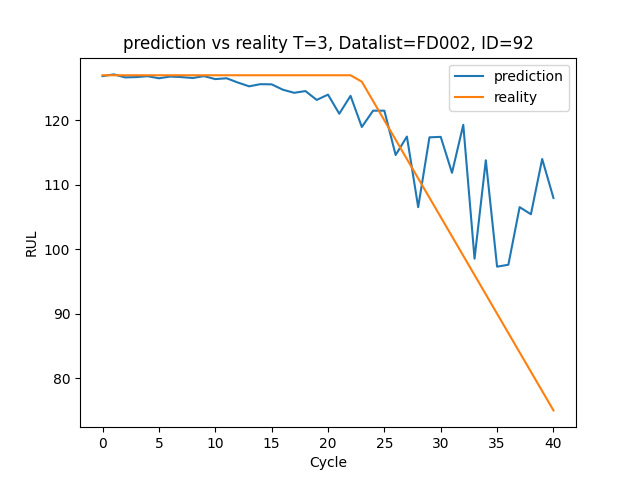 prediction vs reality T=3, Datalist=FD002, ID=92
prediction
reality
RUL
120
110
100
90
80
0 5 10 15 20 25 30 35 40
Cycle